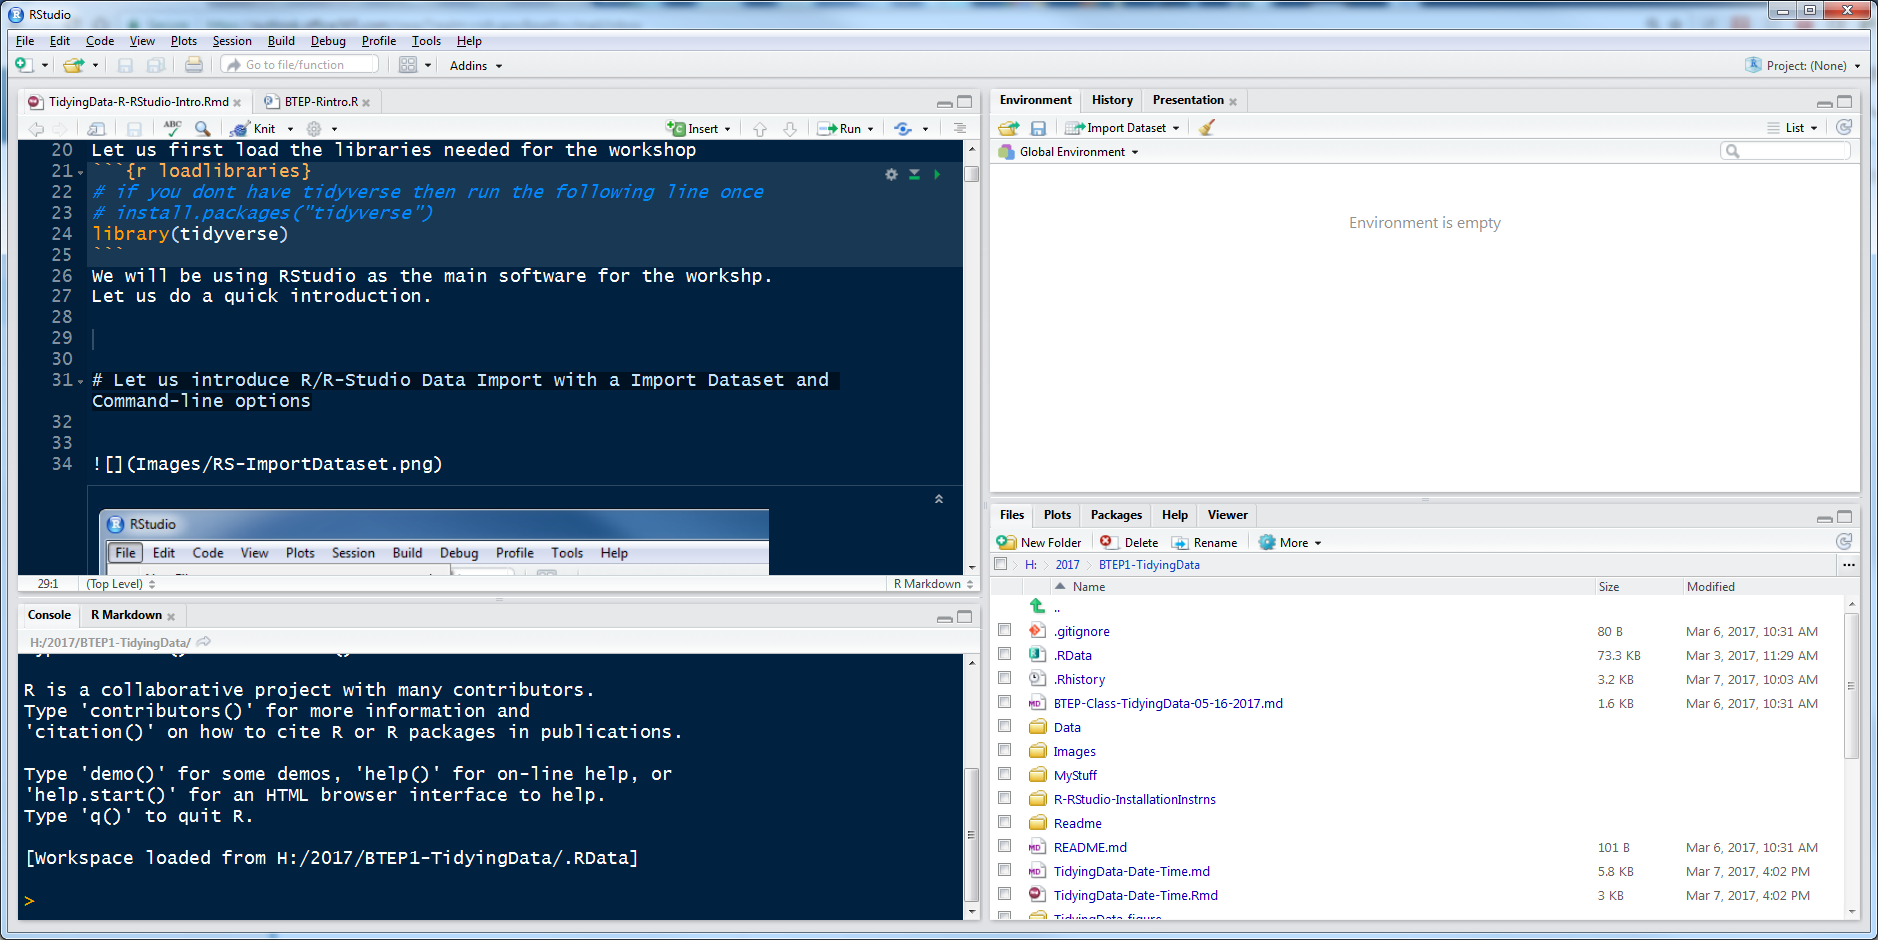 RStudio
File Edit Code View Plots Session Build Debug Profile Tools Help
Go to file/function Addins Project: (None)
TidyingData-R-RStudio-Intro.Rmd BTEP-Rintro.R
ABC Knit Insert Run
20 Let us first load the libraries needed for the workshop
21 ```{r loadlibraries}
22 # if you dont have tidyverse then run the following line once
23 # install.packages("tidyverse")
24 library(tidyverse)
25 ```
26 We will be using RStudio as the main software for the workshp.
27 Let us do a quick introduction.
28
29
30
31 # Let us introduce R/R-Studio Data Import with a Import Dataset and
Command-line options
32
33
34 ![](Images/RS-ImportDataset.png)
RStudio
File Edit Code View Plots Session Build Debug Profile Tools Help
29:1 (Top Level) R Markdown
Console R Markdown
H:/2017/BTEP1-TidyingData/
R is a collaborative project with many contributors.
Type 'contributors()' for more information and
'citation()' on how to cite R or R packages in publications.
Type 'demo()' for some demos, 'help()' for on-line help, or
'help.start()' for an HTML browser interface to help.
Type 'q()' to quit R.
[Workspace loaded from H:/2017/BTEP1-TidyingData/.RData]
>
Environment History Presentation
Import Dataset List
Global Environment
Environment is empty
Files Plots Packages Help Viewer
New Folder Delete Rename More
H: 2017 BTEP1-TidyingData ...
Name Size Modified
..
.gitignore 80 B Mar 6, 2017, 10:31 AM
.RData 73.3 KB Mar 3, 2017, 11:29 AM
.Rhistory 3.2 KB Mar 7, 2017, 10:03 AM
BTEP-Class-TidyingData-05-16-2017.md 1.6 KB Mar 6, 2017, 10:31 AM
Data
Images
MyStuff
R-RStudio-InstallationInstrns
Readme
README.md 101 B Mar 6, 2017, 10:31 AM
TidyingData-Date-Time.md 5.8 KB Mar 7, 2017, 4:02 PM
TidyingData-Date-Time.Rmd 3 KB Mar 7, 2017, 4:02 PM
TidyingData-figure